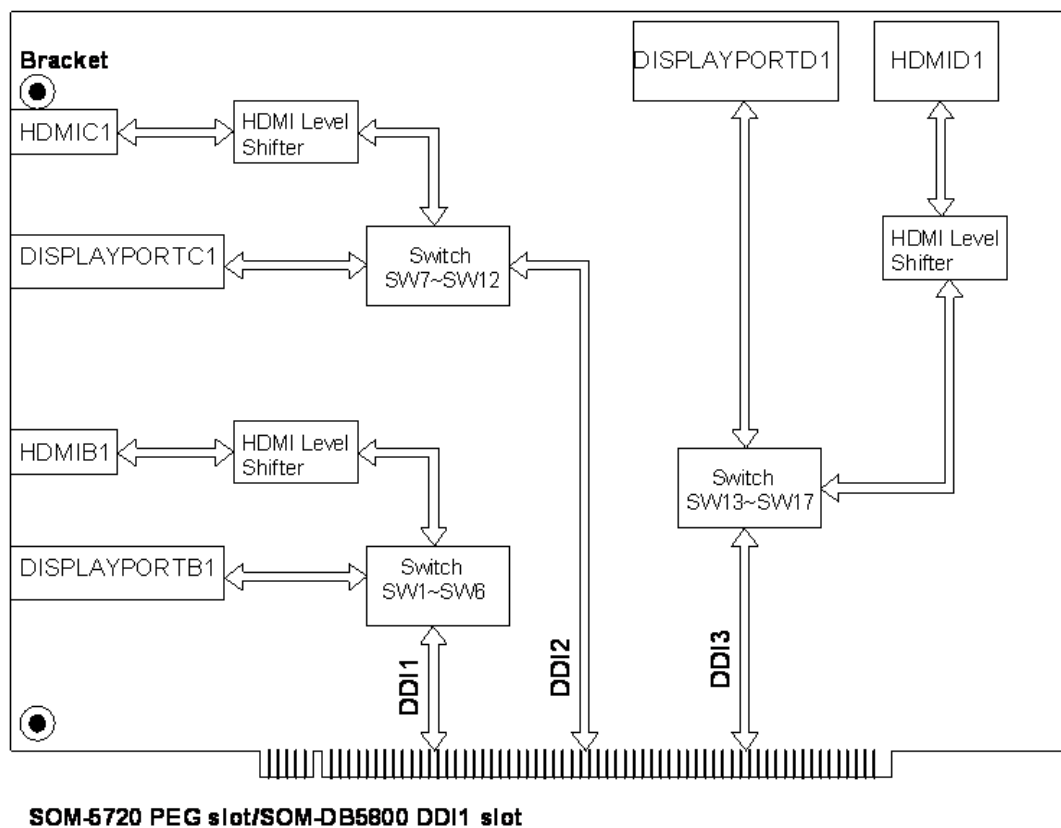 Bracket
HDMIC1
HDMI Level
Shifter
DISPLAYPORTC1
Switch
SW7~SW12
HDMIB1
HDMI Level
Shifter
DISPLAYPORTB1
Switch
SW1~SW6
DDI1
DDI2
DISPLAYPORTD1
HDMID1
HDMI Level
Shifter
Switch
SW13~SW17
DDI3
SOM-5720 PEG slot/SOM-DB5800 DDI1 slot